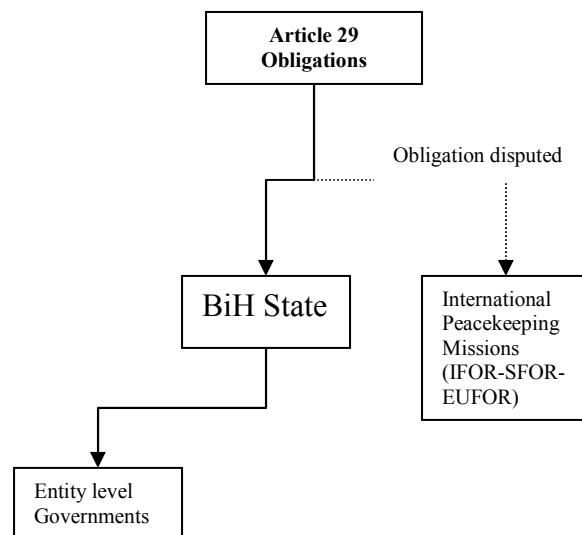 Article 29
Obligations
Obligation disputed
BiH State
International
Peacekeeping
Missions
(IFOR-SFOR-
EUFOR)
Entity level
Governments